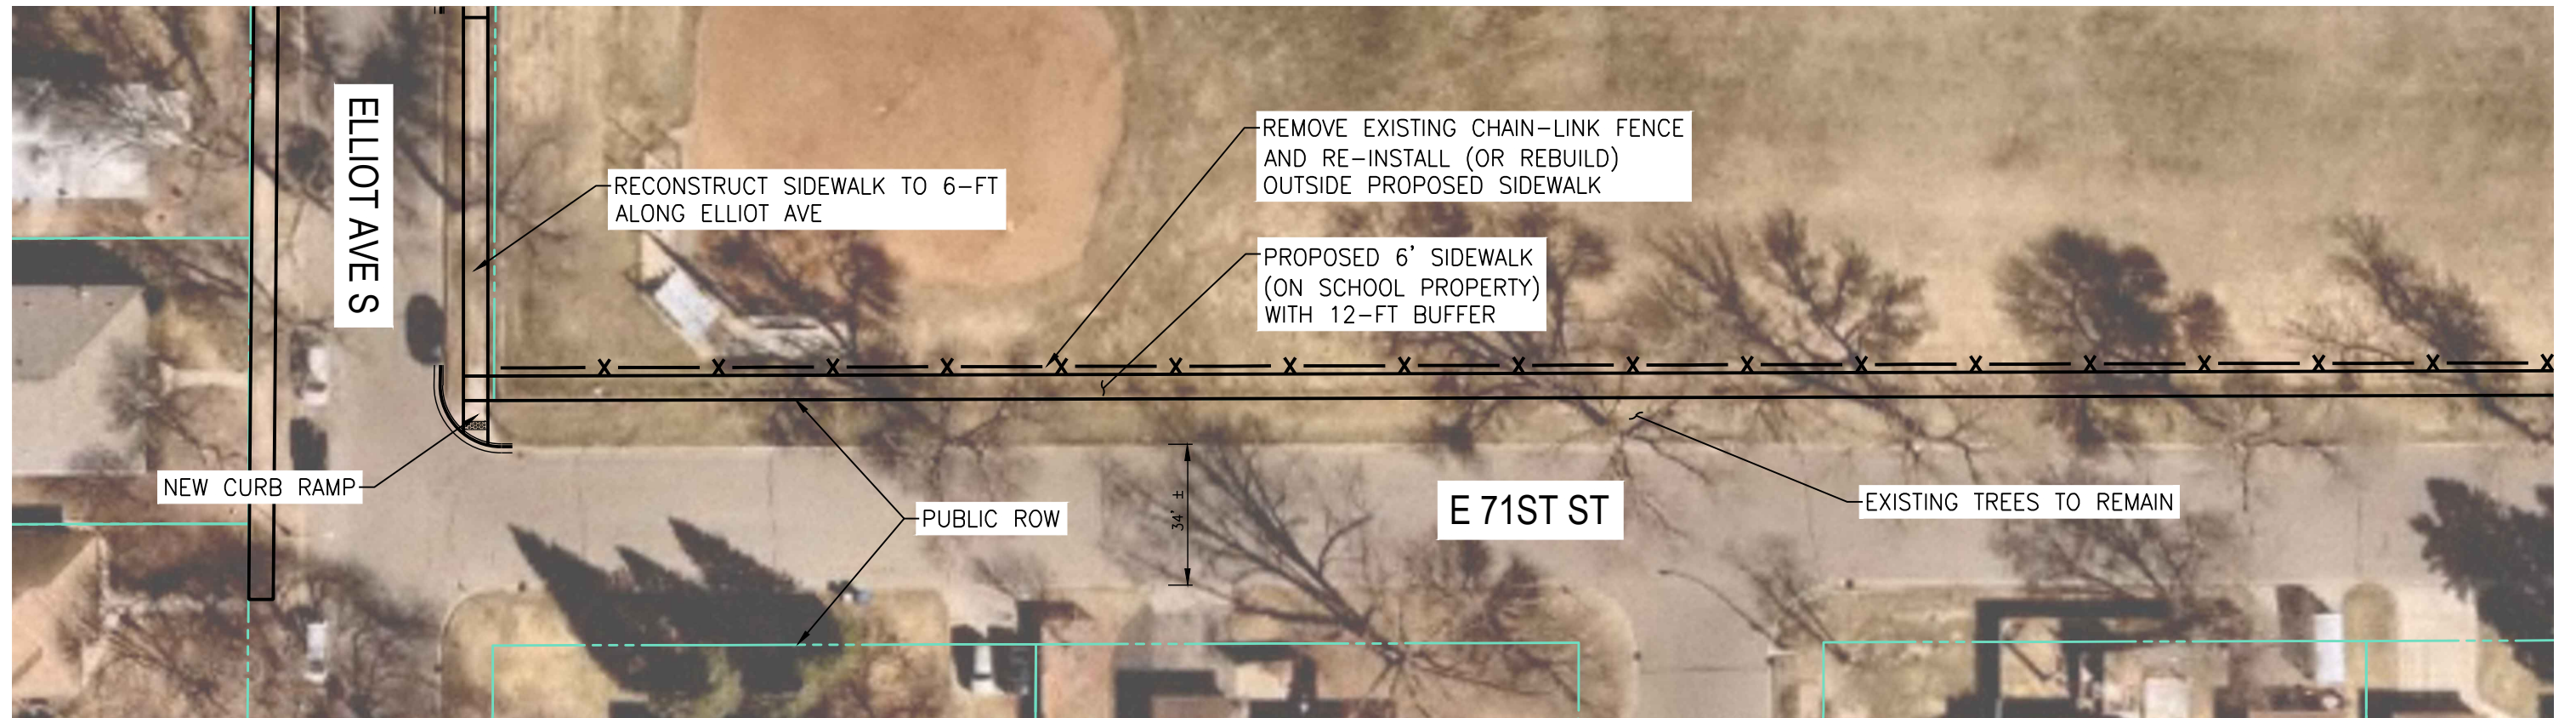 ELLIOT AVE S
RECONSTRUCT SIDEWALK TO 6-FT
ALONG ELLIOT AVE
REMOVE EXISTING CHAIN-LINK FENCE
AND RE-INSTALL (OR REBUILD)
OUTSIDE PROPOSED SIDEWALK
PROPOSED 6' SIDEWALK
(ON SCHOOL PROPERTY)
WITH 12-FT BUFFER
NEW CURB RAMP
PUBLIC ROW
34' ±
E 71ST ST
EXISTING TREES TO REMAIN